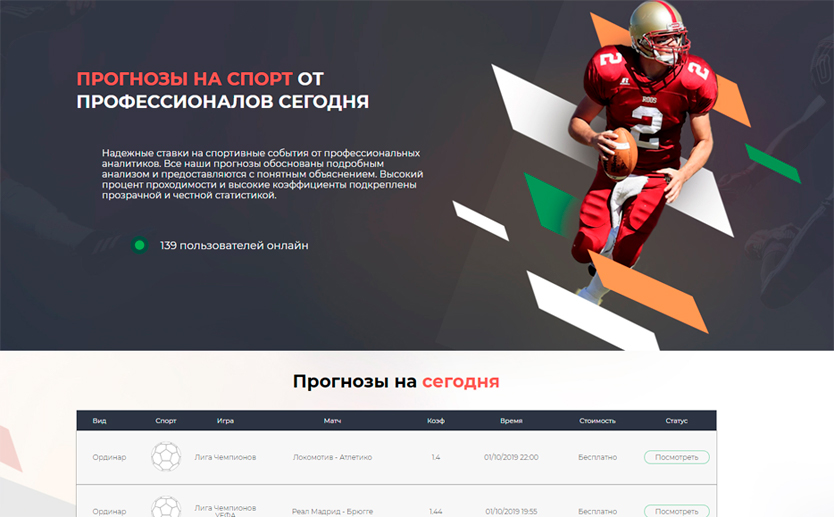 ПРОГНОЗЫ НА СПОРТ ОТ
ПРОФЕССИОНАЛОВ СЕГОДНЯ
Надежные ставки на спортивные события от профессиональных
аналитиков. Все наши прогнозы обоснованы подробным
анализом и предоставляются с понятным объяснением. Высокий
процент проходимости и высокие коэффициенты подкреплены
прозрачной и честной статистикой.
139 пользователей онлайн
2
2
ROOS
2
Прогнозы на сегодня
Вид Спорт Игра Матч Коэф Время Стоимость Статус
Ординар Лига Чемпионов Локомотив - Атлетико 1.4 01/10/2019 22:00 Бесплатно Посмотреть
Ординар Лига Чемпионов УЕФА Реал Мадрид - Брюгге 1.44 01/10/2019 19:55 Бесплатно Посмотреть